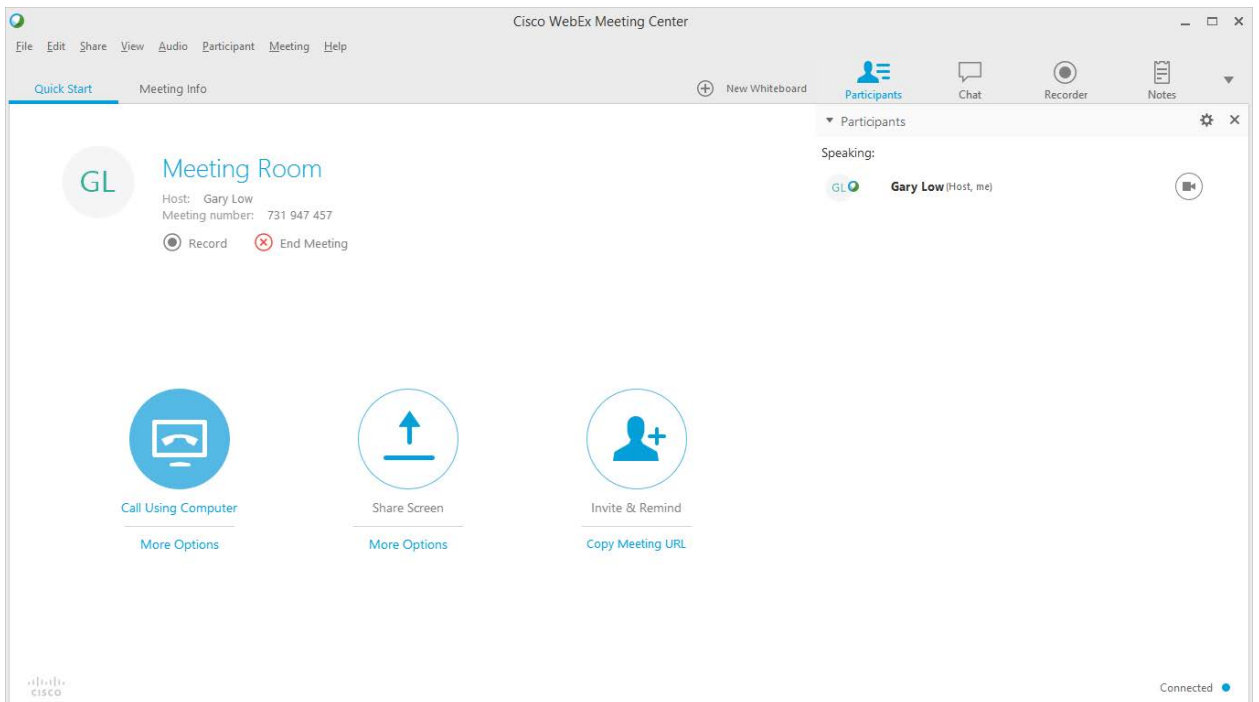 Cisco WebEx Meeting Center
File Edit Share View Audio Participant Meeting Help
Quick Start Meeting Info New Whiteboard Participants Chat Recorder Notes
Participants
Speaking:
GL Gary Low (Host, me)
GL
Meeting Room
Host: Gary Low
Meeting number: 731 947 457
Record End Meeting
Call Using Computer Share Screen Invite & Remind
More Options More Options Copy Meeting URL
CISCO
Connected